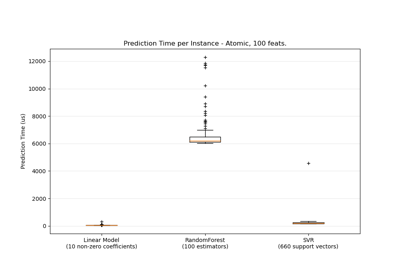 Prediction Time per Instance - Atomic, 100 feats.
12000
10000
8000
6000
4000
2000
0
Prediction Time (us)
Linear Model
(10 non-zero coefficients)
RandomForest
(100 estimators)
SVR
(660 support vectors)